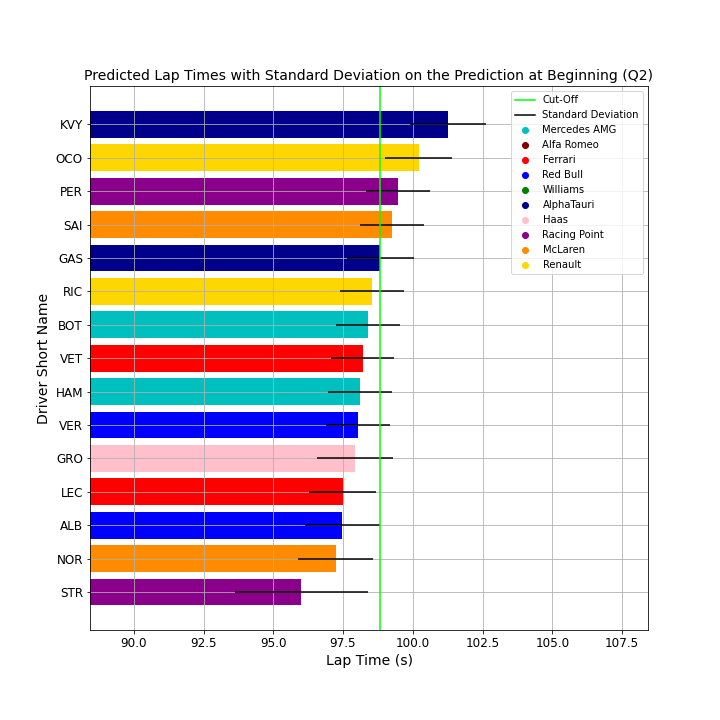 Predicted Lap Times with Standard Deviation on the Prediction at Beginning (Q2)
Cut-Off
Standard Deviation
Mercedes AMG
Alfa Romeo
Ferrari
Red Bull
Williams
AlphaTauri
Haas
Racing Point
McLaren
Renault
Driver Short Name
KVY
OCO
PER
SAI
GAS
RIC
BOT
VET
HAM
VER
GRO
LEC
ALB
NOR
STR
90.0 92.5 95.0 97.5 100.0 102.5 105.0 107.5
Lap Time (s)